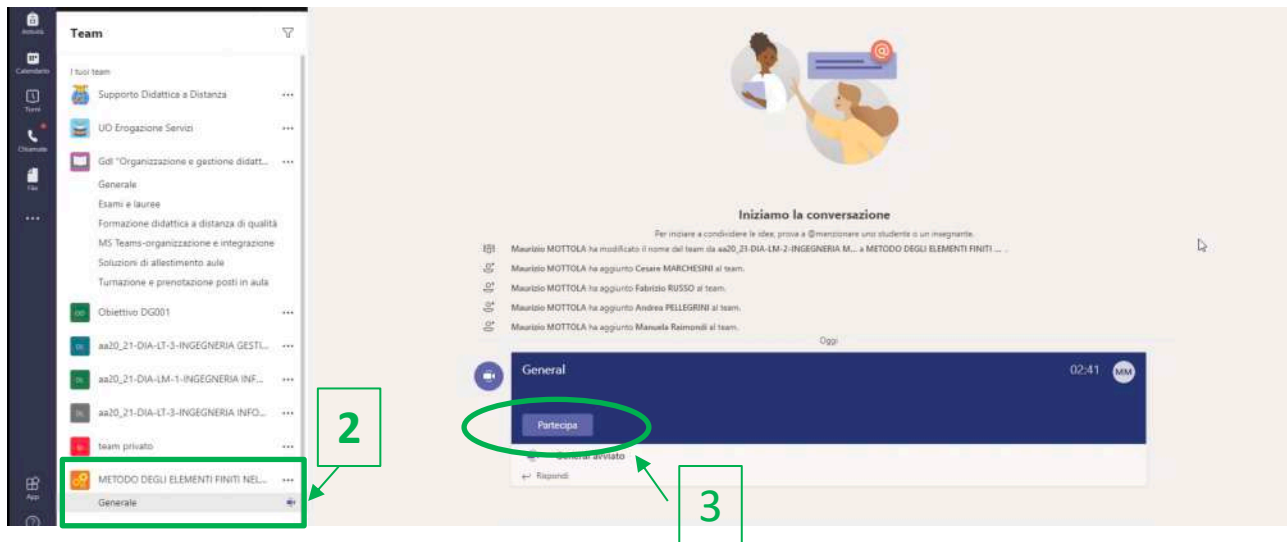 Attività
Calendario
Turni
Chiamate
File
App
Team
I tuoi team
Supporto Didattica a Distanza
UO Erogazione Servizi
GdI "Organizzazione e gestione didatt...
Generale
Esami e lauree
Formazione didattica a distanza di qualità
MS Teams-organizzazione e integrazione
Soluzioni di allestimento aule
Turnazione e prenotazione posti in aula
Obiettivo DG001
aa20_21-DIA-LT-3-INGEGNERIA GESTI...
aa20_21-DIA-LM-1-INGEGNERIA INF...
aa20_21-DIA-LT-3-INGEGNERIA INFO...
team privato
METODO DEGLI ELEMENTI FINITI NEL...
Generale
2
@
Iniziamo la conversazione
Per iniziare a condividere le idee, prova a @menzionare uno studente o un insegnante.
Maurizio MOTTOLA ha modificato il nome del team da aa20_21-DIA-LM-2-INGEGNERIA M... a METODO DEGLI ELEMENTI FINITI ... .
Maurizio MOTTOLA ha aggiunto Cesare MARCHESINI al team.
Maurizio MOTTOLA ha aggiunto Fabrizio RUSSO al team.
Maurizio MOTTOLA ha aggiunto Andrea PELLEGRINI al team.
Maurizio MOTTOLA ha aggiunto Manuela Raimondi al team.
Oggi
General 02:41 MM
Partecipa
General avviato
Rispondi
3